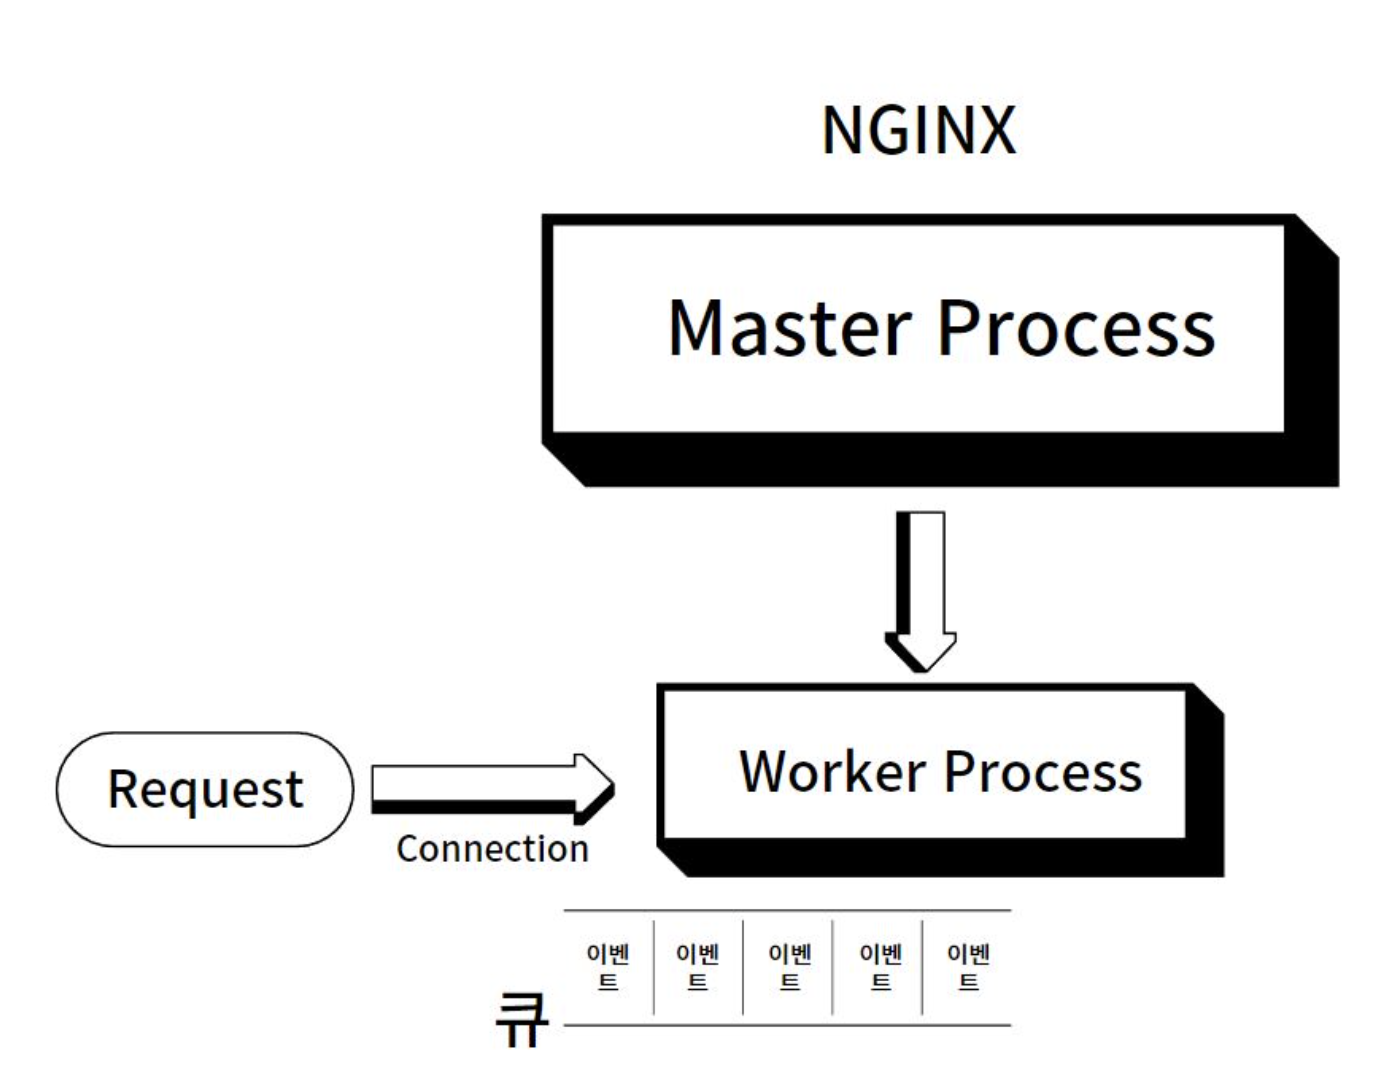 NGINX
Master Process
Worker Process
Request
Connection
이벤
트
이벤
트
이벤
트
이벤
트
이벤
트
큐